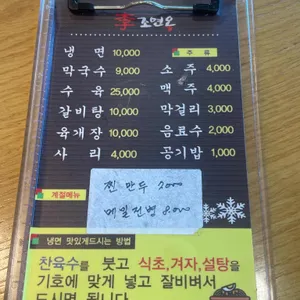 조선옥
냉면 10,000
막국수 9,000
수육 25,000
갈비탕 10,000
육개장 10,000
사리 4,000
주류
소주 4,000
맥주 4,000
막걸리 3,000
음료수 2,000
공기밥 1,000
계절메뉴
찐만두 7000
메밀전병 8000
냉면 맛있게드시는 방법
찬육수를 붓고 식초,겨자,설탕을
기호에 맞게 넣고 잘비벼서
드시면 됩니다.